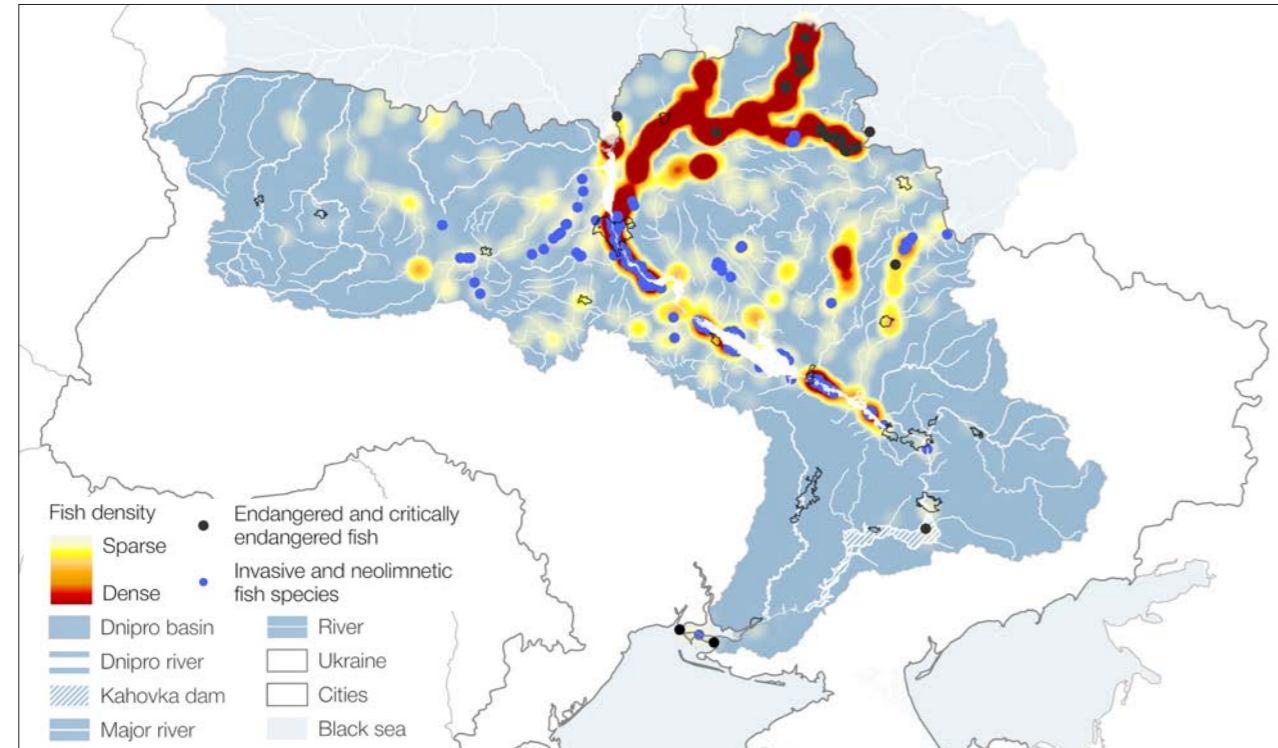 Fish density
Sparse
Dense
Endangered and critically
endangered fish
Invasive and neolimnetic
fish species
Dnipro basin
Dnipro river
Kahovka dam
Major river
River
Ukraine
Cities
Black sea